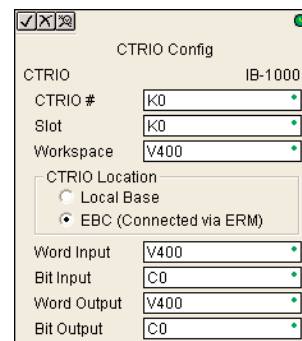 CTRIO Config
CTRIO IB-1000
CTRIO # K0
Slot K0
Workspace V400
CTRIO Location
Local Base
EBC (Connected via ERM)
Word Input V400
Bit Input C0
Word Output V400
Bit Output C0